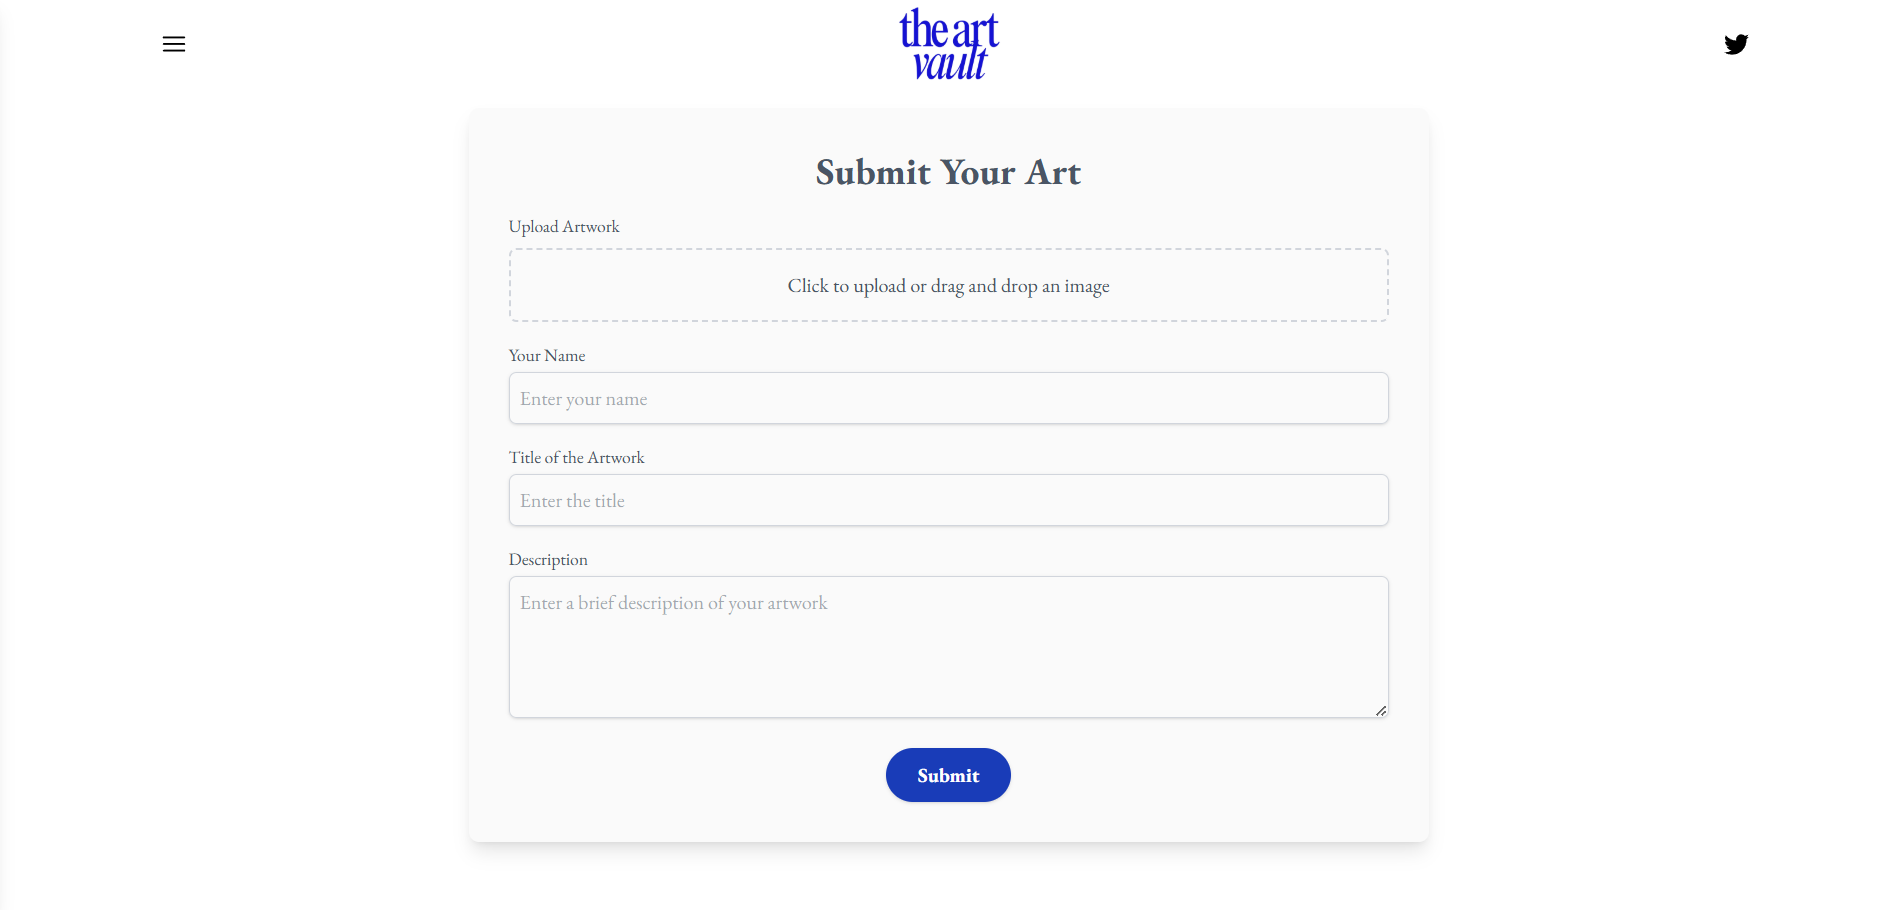 the art
vault
Submit Your Art
Upload Artwork
Click to upload or drag and drop an image
Your Name
Enter your name
Title of the Artwork
Enter the title
Description
Enter a brief description of your artwork
Submit